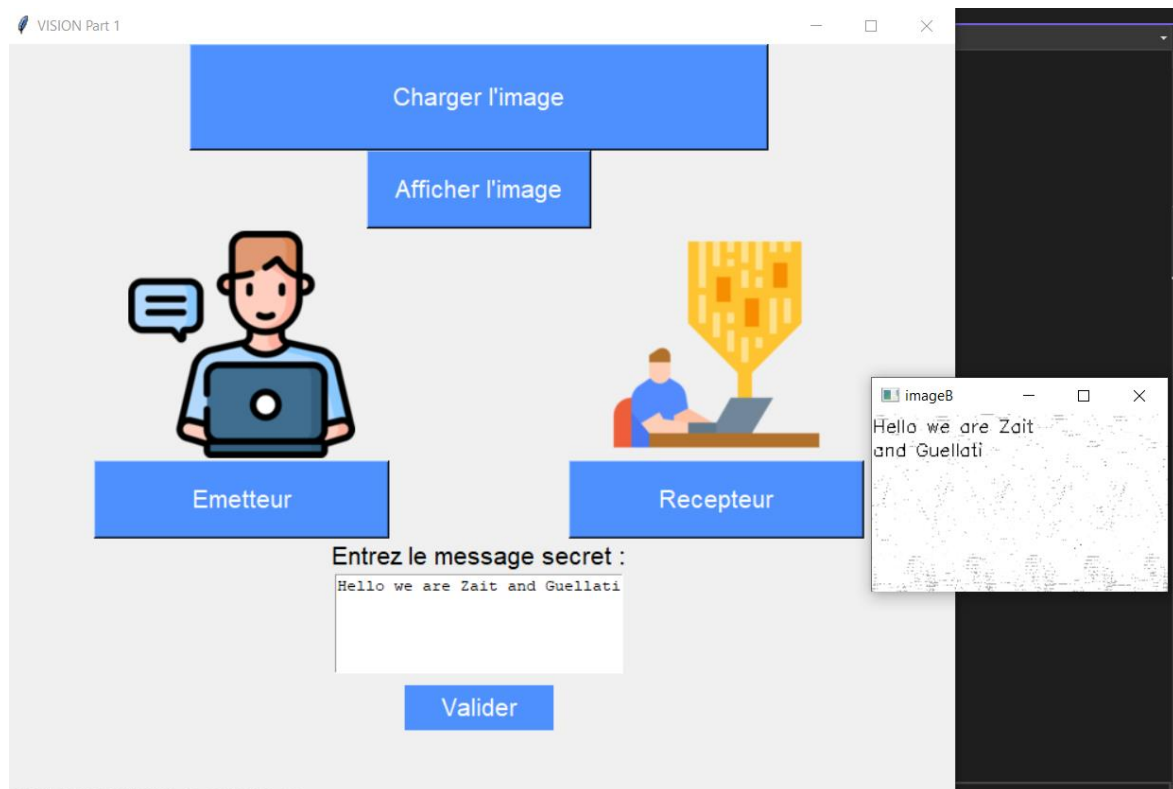 VISION Part 1
Charger l'image
Afficher l'image
imageB
Hello we are Zait
and Guellati
Emetteur
Recepteur
Entrez le message secret :
Hello we are Zait and Guellati
Valider